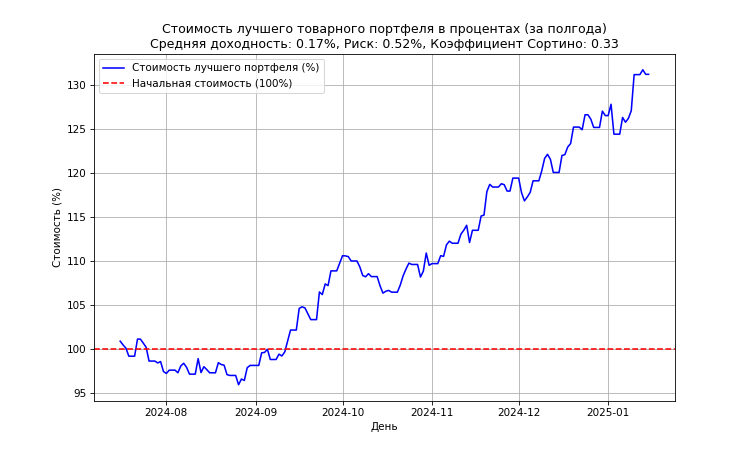 Стоимость лучшего товарного портфеля в процентах (за полгода)
Средняя доходность: 0.17%, Риск: 0.52%, Коэффициент Сортино: 0.33
Стоимость лучшего портфеля (%)
Начальная стоимость (100%)
Стоимость (%)
130
125
120
115
110
105
100
95
2024-08
2024-09
2024-10
2024-11
2024-12
2025-01
День